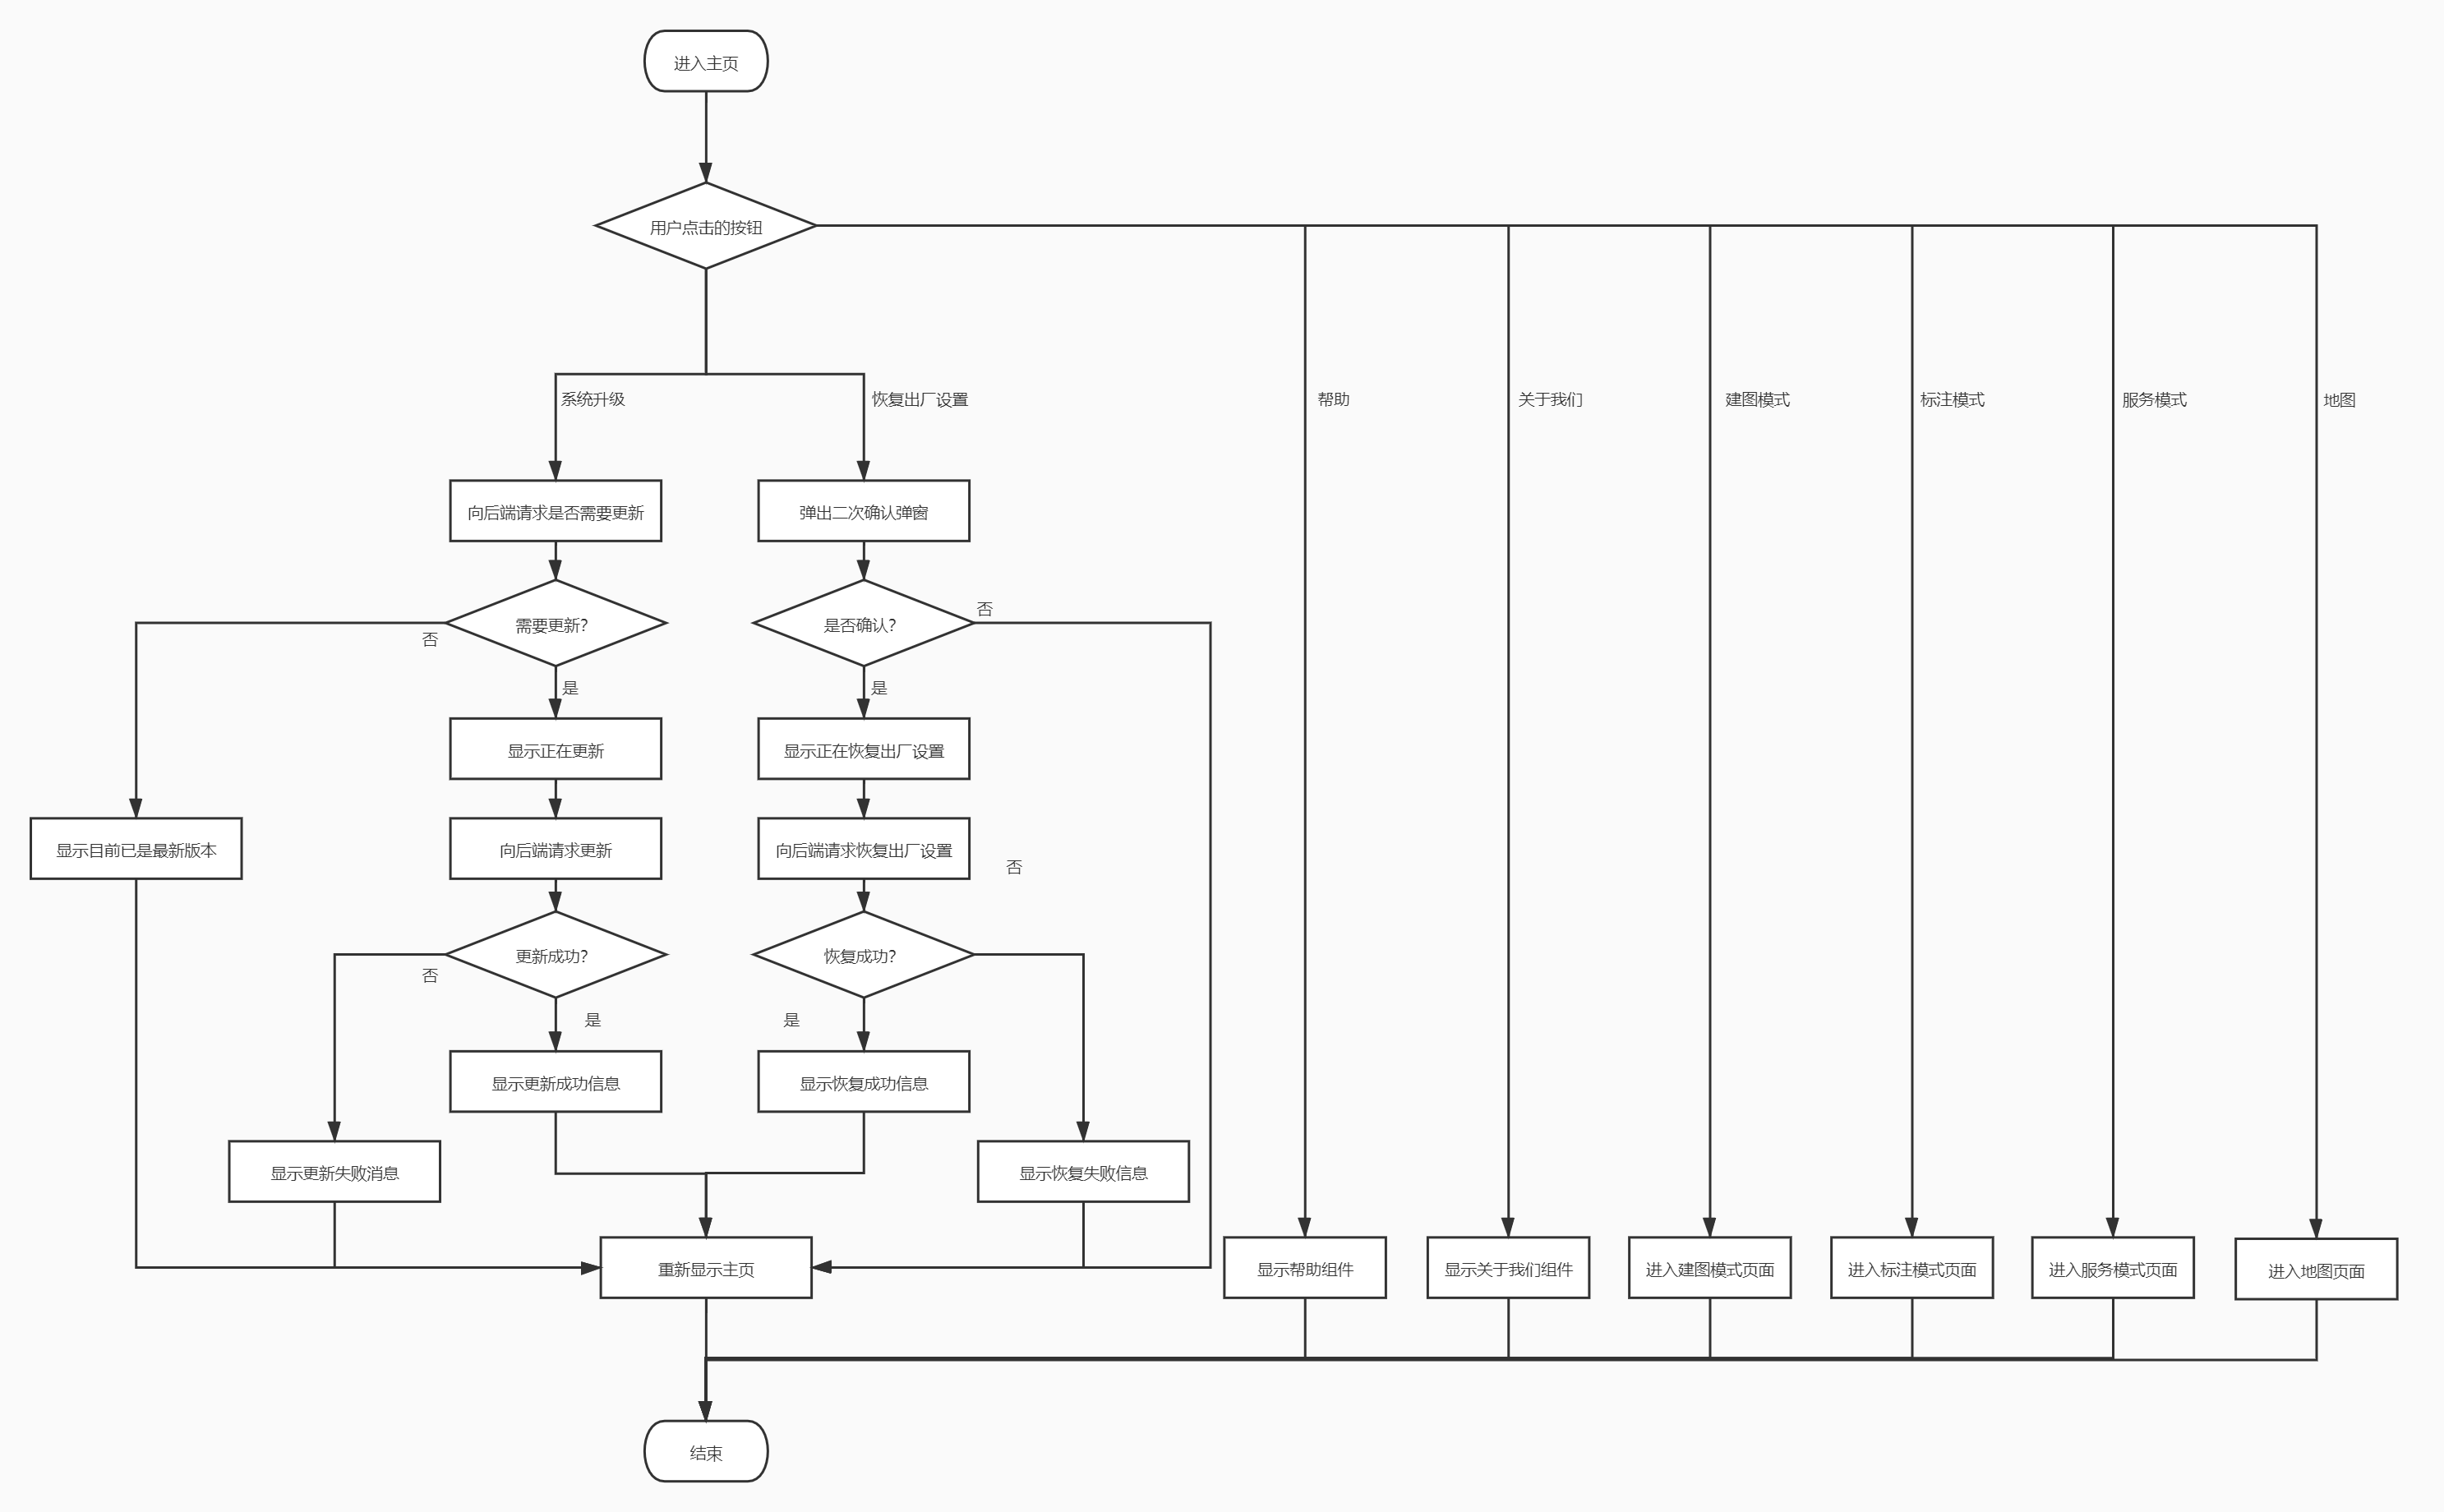 进入主页
用户点击的按钮
系统升级
恢复出厂设置
帮助
关于我们
建图模式
标注模式
服务模式
地图
向后端请求是否需要更新
弹出二次确认弹窗
需要更新?
是否确认?
否
否
是
是
显示正在更新
显示正在恢复出厂设置
显示目前已是最新版本
向后端请求更新
向后端请求恢复出厂设置
否
更新成功?
恢复成功?
否
是
是
显示更新成功信息
显示恢复成功信息
显示更新失败消息
显示恢复失败信息
重新显示主页
显示帮助组件
显示关于我们组件
进入建图模式页面
进入标注模式页面
进入服务模式页面
进入地图页面
结束